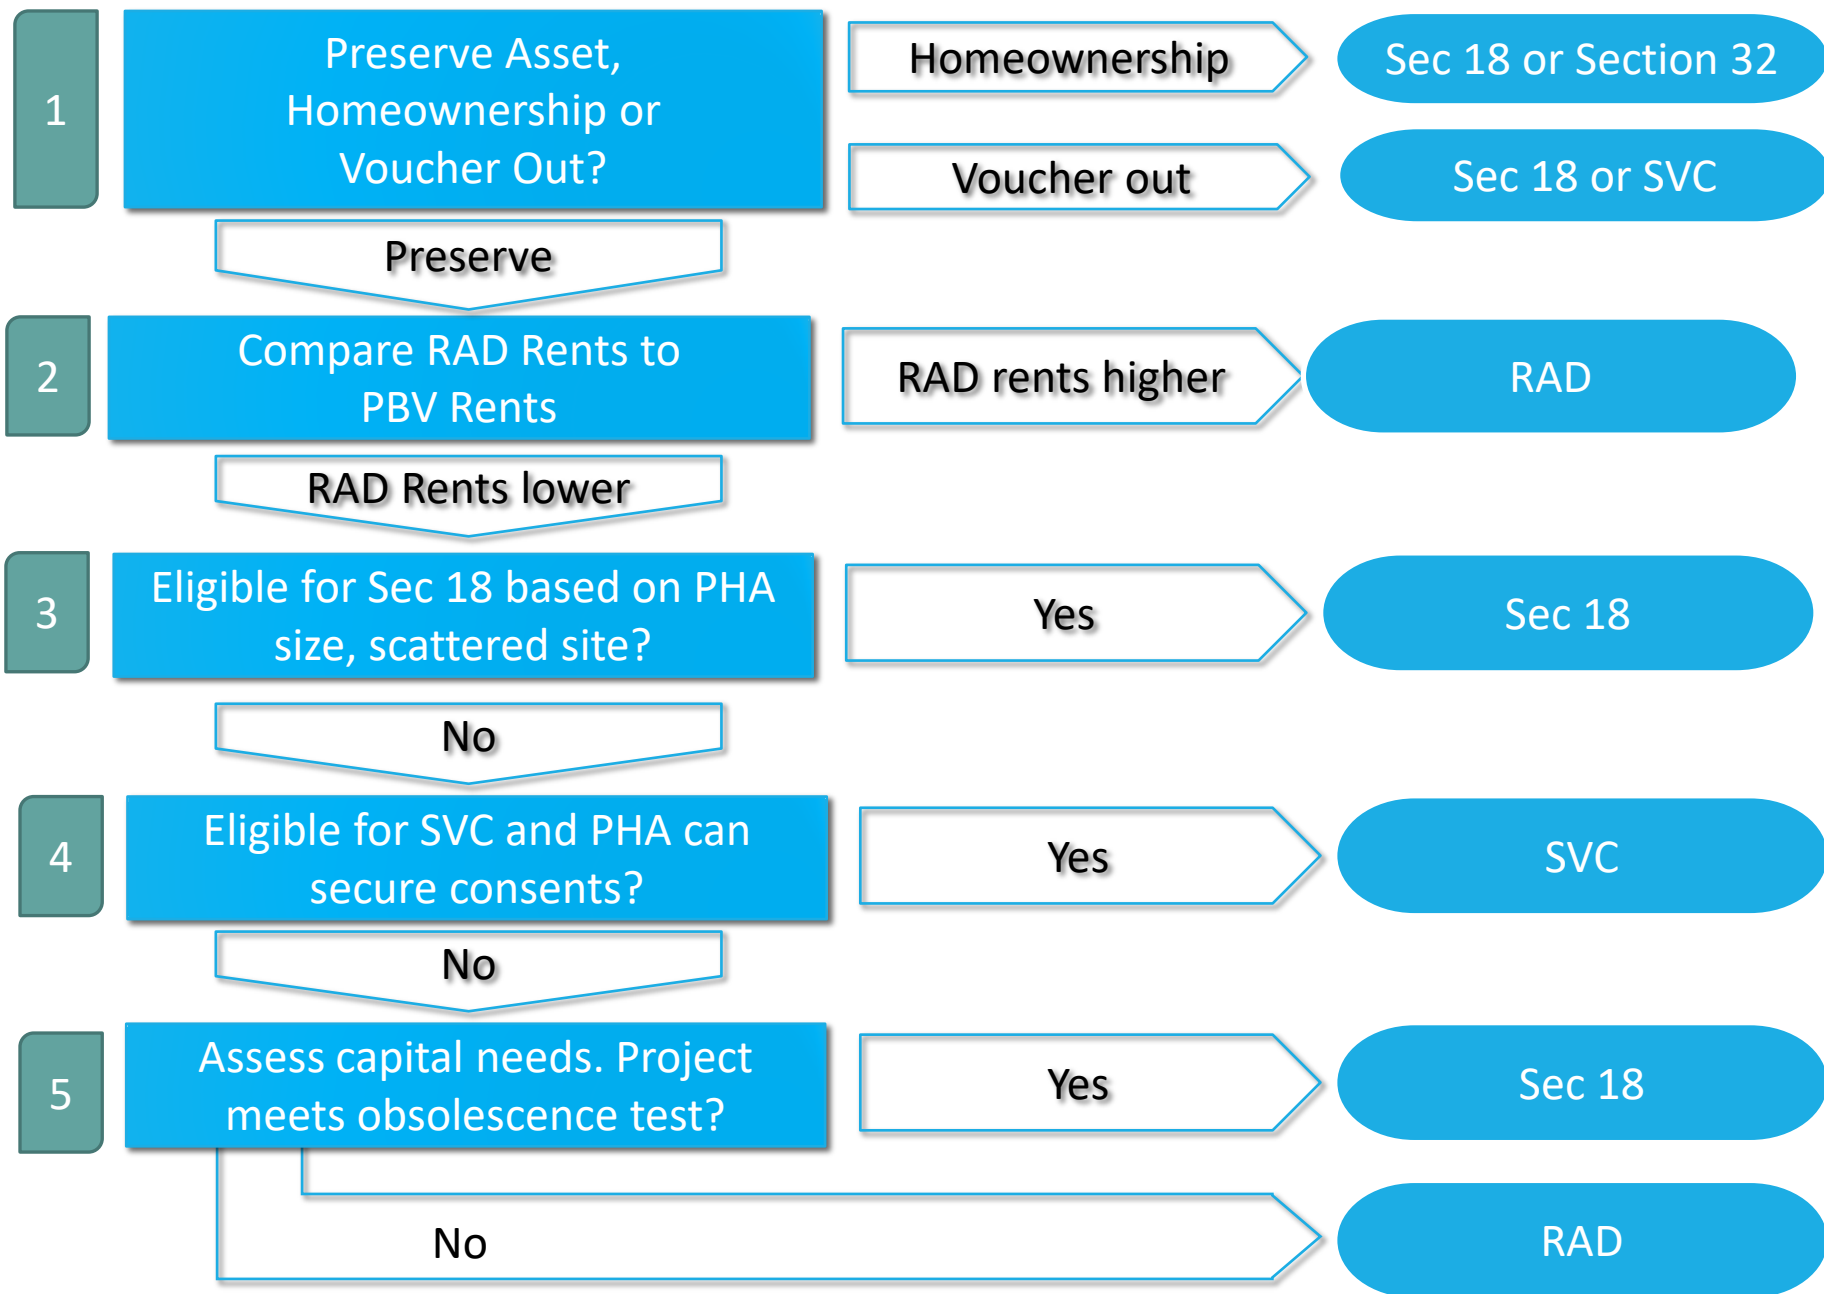 1
Preserve Asset,
Homeownership or
Voucher Out?
Homeownership
Sec 18 or Section 32
Voucher out
Sec 18 or SVC
Preserve
2
Compare RAD Rents to
PBV Rents
RAD rents higher
RAD
RAD Rents lower
3
Eligible for Sec 18 based on PHA
size, scattered site?
Yes
Sec 18
No
4
Eligible for SVC and PHA can
secure consents?
Yes
SVC
No
5
Assess capital needs. Project
meets obsolescence test?
Yes
Sec 18
No
RAD